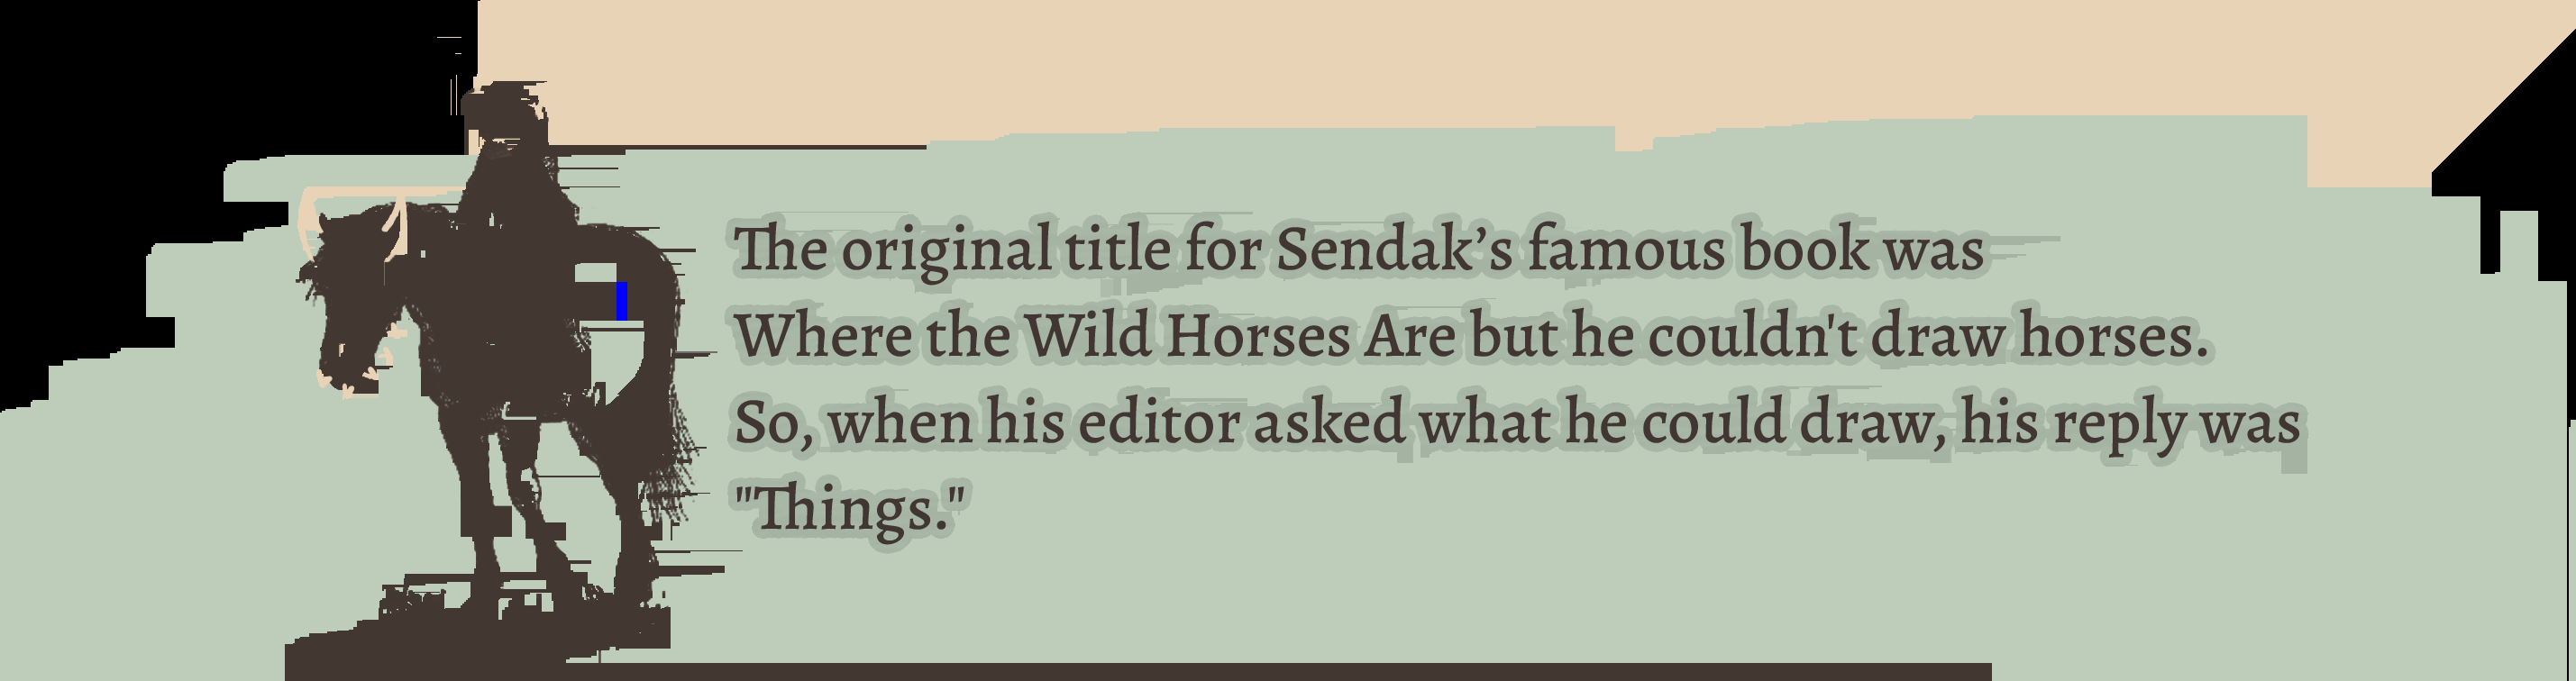 The original title for Sendak’s famous book was
Where the Wild Horses Are but he couldn't draw horses.
So, when his editor asked what he could draw, his reply was
"Things."